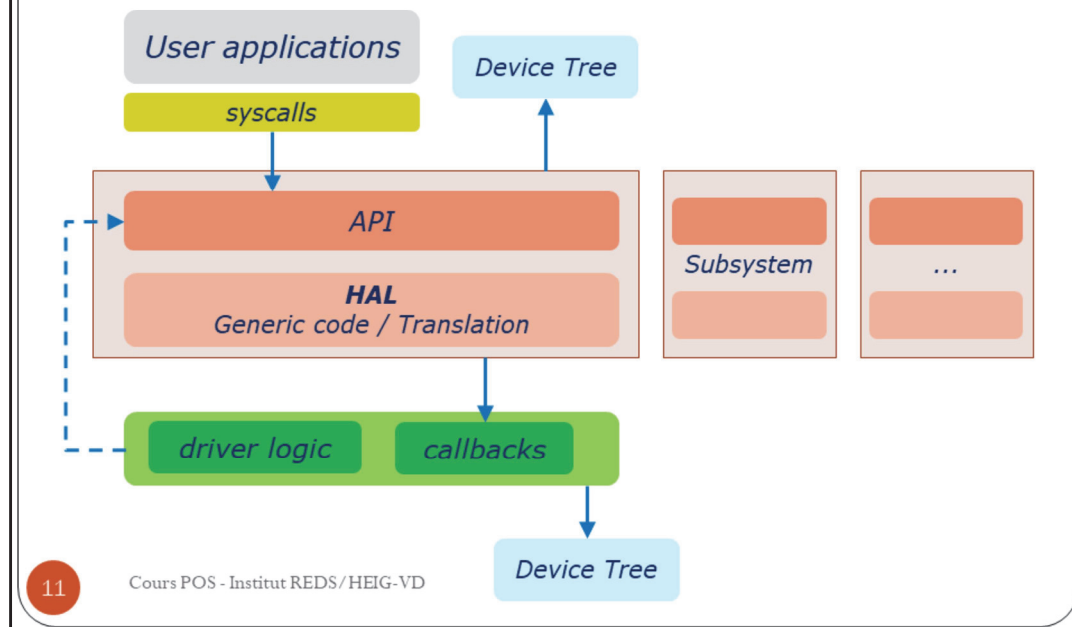 User applications
Device Tree
syscalls
API
HAL
Generic code / Translation
Subsystem
...
driver logic
callbacks
Device Tree
11
Cours POS - Institut REDS/HEIG-VD